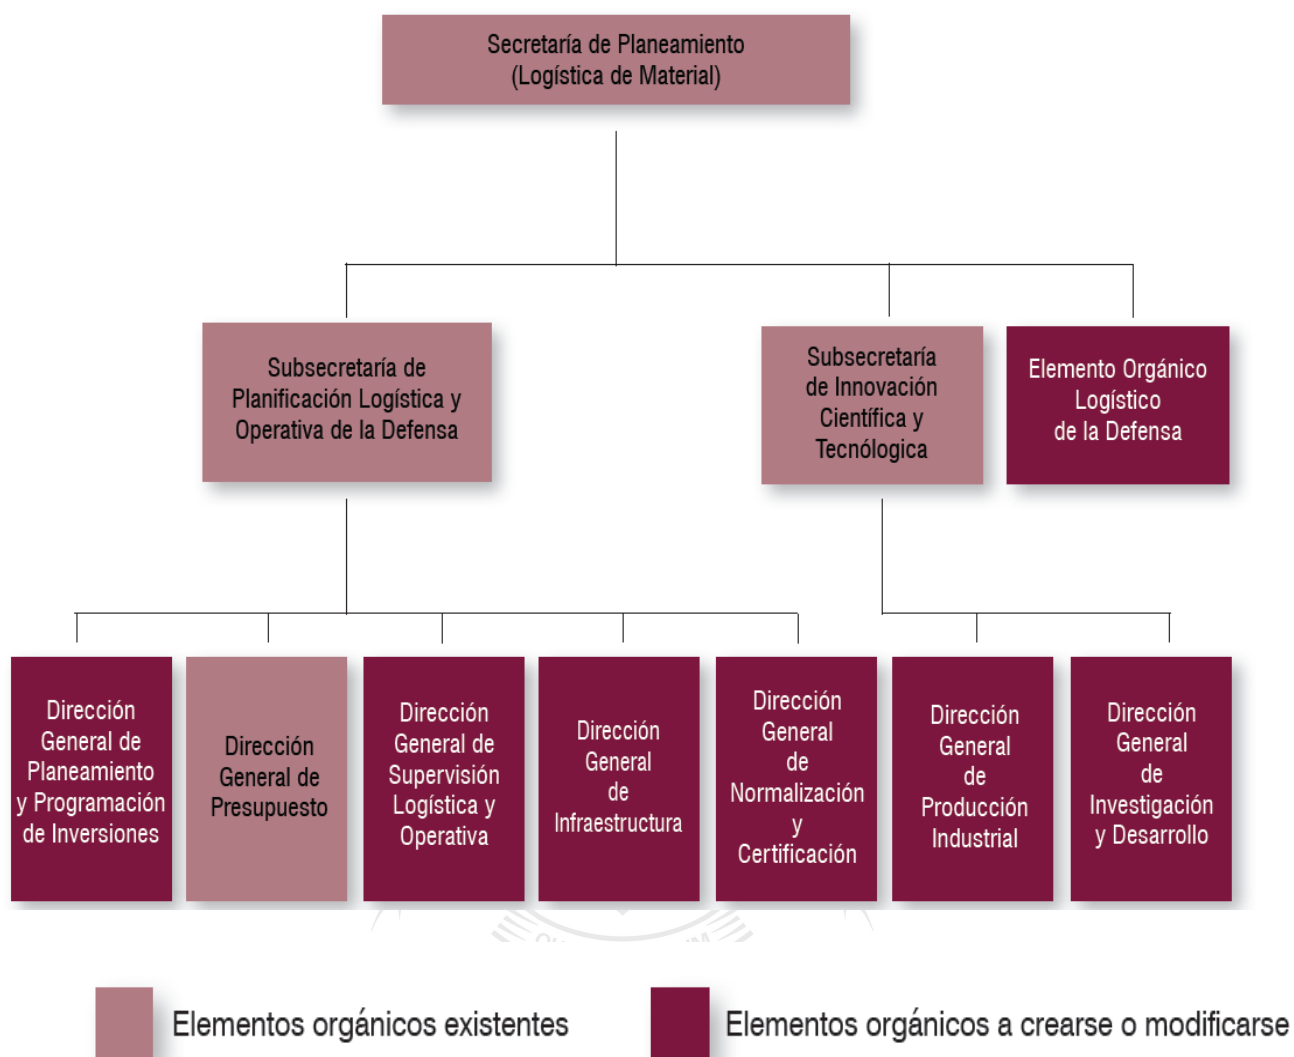 Secretaría de Planeamiento
(Logística de Material)
Subsecretaría de
Planificación Logística y
Operativa de la Defensa
Subsecretaría
de Innovación
Científica y
Tecnólogica
Elemento Orgánico
Logístico
de la Defensa
Dirección
General de
Planeamiento
y Programación
de Inversiones
Dirección
General de
Presupuesto
Dirección
General de
Supervisión
Logística y
Operativa
Dirección
General
de
Infraestructura
Dirección
General
de
Normalización
y
Certificación
Dirección
General
de
Producción
Industrial
Dirección
General
de
Investigación
y Desarrollo
Elementos orgánicos existentes
Elementos orgánicos a crearse o modificarse